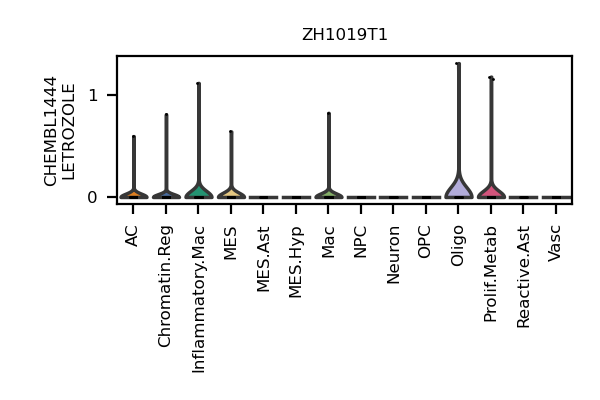 ZH1019T1
CHEMBL1444
LETROZOLE
1
0
AC
Chromatin.Reg
Inflammatory.Mac
MES
MES.Ast
MES.Hyp
Mac
NPC
Neuron
OPC
Oligo
Prolif.Metab
Reactive.Ast
Vasc